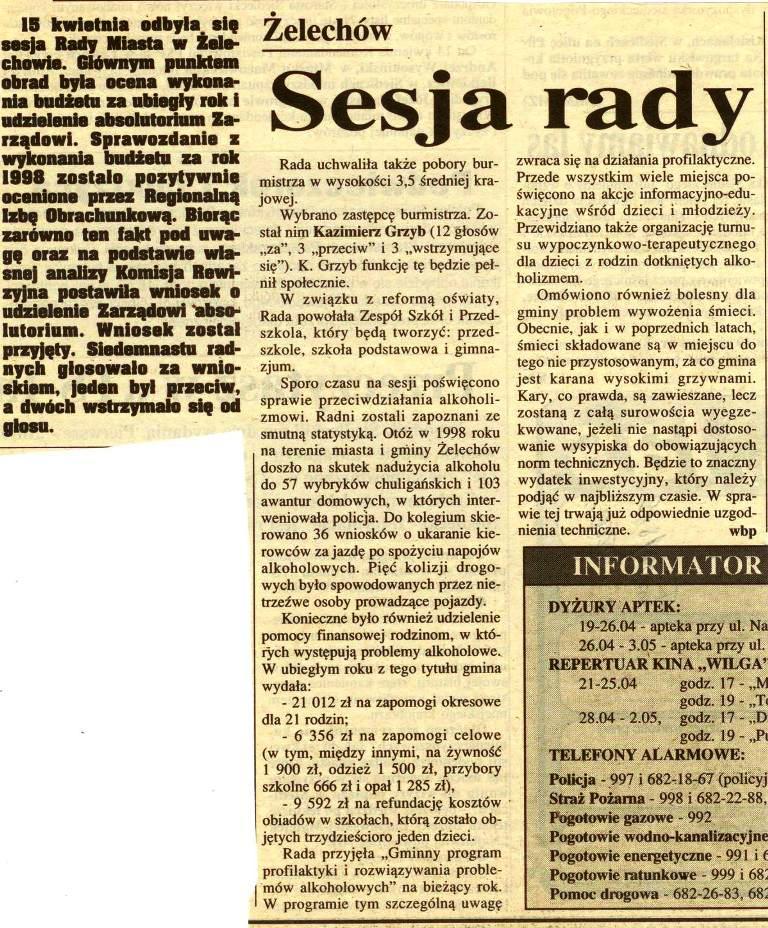 15 kwietnia odbyła się
sesja Rady Miasta w Żele-
chowie. Głównym punktem
obrad była ocena wykona-
nia budżetu za ubiegły rok i
udzielenie absolutorium Za-
rządowi. Sprawozdanie z
wykonania budżetu za rok
1998 zostało pozytywnie
ocenione przez Regionalną
Izbę Obrachunkową. Biorąc
zarówno ten fakt pod uwa-
gę oraz na podstawie wła-
snej analizy Komisja Rewi-
zyjna postawiła wniosek o
udzielenie Zarządowi abso-
lutorium. Wniosek został
przyjęty. Siedemnastu rad-
nych głosowało za wnio-
skiem, jeden był przeciw,
a dwóch wstrzymało się od
głosu.
Żelechów
Sesja rady
Rada uchwaliła także pobory bur-
mistrza w wysokości 3,5 średniej kra-
jowej.
Wybrano zastępcę burmistrza. Zo-
stał nim Kazimierz Grzyb (12 głosów
„za”, 3 „przeciw” i 3 „wstrzymujące
się”). K. Grzyb funkcję tę będzie peł-
nił społecznie.
W związku z reformą oświaty,
Rada powołała Zespół Szkół i Przed-
szkola, który będą tworzyć: przed-
szkole, szkoła podstawowa i gimna-
zjum.
Sporo czasu na sesji poświęcono
sprawie przeciwdziałania alkoholi-
zmowi. Radni zostali zapoznani ze
smutną statystyką. Otóż w 1998 roku
na terenie miasta i gminy Żelechów
doszło na skutek nadużycia alkoholu
do 57 wybryków chuligańskich i 103
awantur domowych, w których inter-
weniowała policja. Do kolegium skie-
rowano 36 wniosków o ukaranie kie-
rowców za jazdę po spożyciu napojów
alkoholowych. Pięć kolizji drogo-
wych było spowodowanych przez nie-
trzeźwe osoby prowadzące pojazdy.
Konieczne było również udzielenie
pomocy finansowej rodzinom, w któ-
rych występują problemy alkoholowe.
W ubiegłym roku z tego tytułu gmina
wydała:
- 21 012 zł na zapomogi okresowe
dla 21 rodzin;
- 6 356 zł na zapomogi celowe
(w tym, między innymi, na żywność
1 900 zł, odzież 1 500 zł, przybory
szkolne 666 zł i opał 1 285 zł),
- 9 592 zł na refundację kosztów
obiadów w szkołach, którą zostało ob-
jętych trzydzieścioro jeden dzieci.
Rada przyjęła „Gminny program
profilaktyki i rozwiązywania proble-
mów alkoholowych” na bieżący rok.
W programie tym szczególną uwagę
zwraca się na działania profilaktyczne.
Przede wszystkim wiele miejsca po-
święcono na akcje informacyjno-edu-
kacyjne wśród dzieci i młodzieży.
Przewidziano także organizację turnu-
su wypoczynkowo-terapeutycznego
dla dzieci z rodzin dotkniętych alko-
holizmem.
Omówiono również bolesny dla
gminy problem wywożenia śmieci.
Obecnie, jak i w poprzednich latach,
śmieci składowane są w miejscu do
tego nie przystosowanym, za co gmina
jest karana wysokimi grzywnami.
Kary, co prawda, są zawieszane, lecz
zostaną z całą surowością wyegze-
kwowane, jeżeli nie nastąpi dostoso-
wanie wysypiska do obowiązujących
norm technicznych. Będzie to znaczny
wydatek inwestycyjny, który należy
podjąć w najbliższym czasie. W spra-
wie tej trwają już odpowiednie uzgod-
nienia techniczne.
wbp
INFORMATOR
DYŻURY APTEK:
19-26.04 - apteka przy ul. Na
26.04 - 3.05 - apteka przy ul.
REPERTUAR KINA „WILGA”
21-25.04 godz. 17 - „M
godz. 19 - „Te
28.04 - 2.05, godz. 17 - „D
godz. 19 - „Pu
TELEFONY ALARMOWE:
Policja - 997 i 682-18-67 (policyj
Straż Pożarna - 998 i 682-22-88,
Pogotowie gazowe - 992
Pogotowie wodno-kanalizacyjne
Pogotowie energetyczne - 991 i 6
Pogotowie ratunkowe - 999 i 682
Pomoc drogowa - 682-26-83, 682